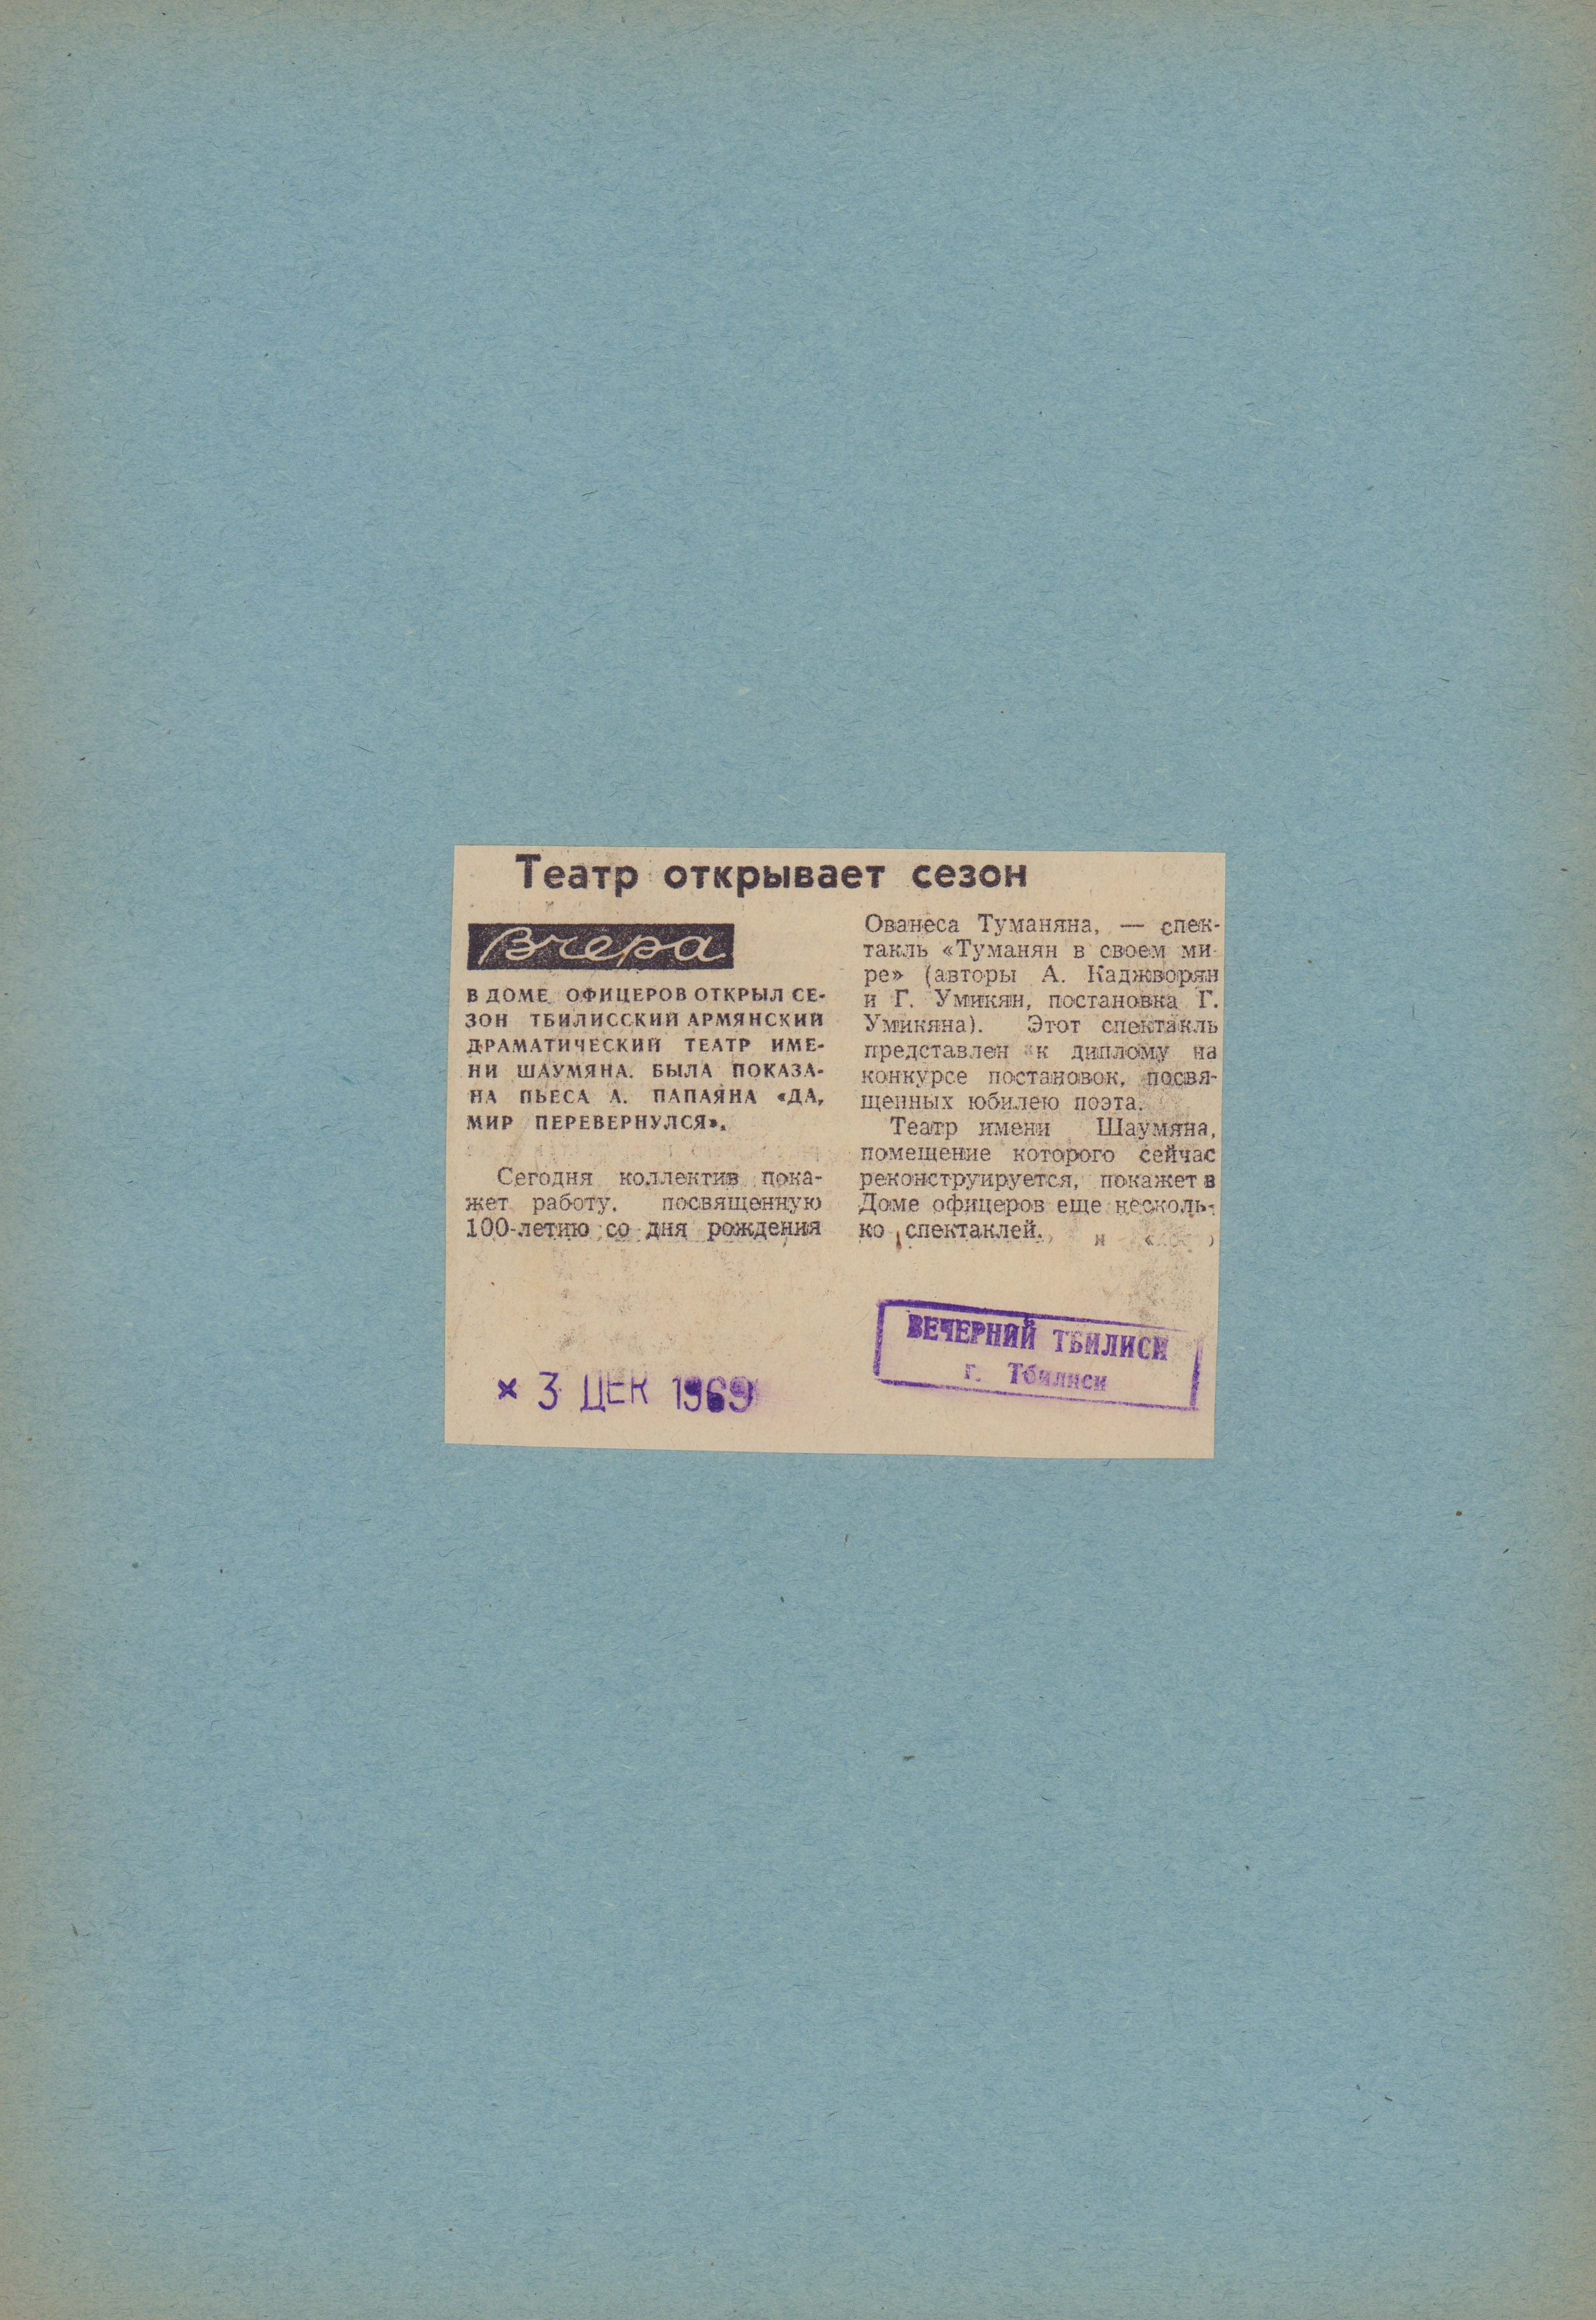 Театр открывает сезон
Вчера
В ДОМЕ ОФИЦЕРОВ ОТКРЫЛ СЕ-
ЗОН ТБИЛИССКИЙ АРМЯНСКИЙ
ДРАМАТИЧЕСКИЙ ТЕАТР ИМЕ-
НИ ШАУМЯНА. БЫЛА ПОКАЗА-
НА ПЬЕСА А. ПАПАЯНА «ДА,
МИР ПЕРЕВЕРНУЛСЯ».
Сегодня коллектив пока-
жет работу, посвященную
100-летию со дня рождения
Ованеса Туманяна, — спек-
такль «Туманян в своем ми-
ре» (авторы А. Каджворян
и Г. Умикян, постановка Г.
Умикяна). Этот спектакль
представлен к диплому на
конкурсе постановок, посвя-
щенных юбилею поэта.
Театр имени Шаумяна,
помещение которого сейчас
реконструируется, покажет в
Доме офицеров еще несколь-
ко спектаклей.
× 3 ДЕК 1969
ВЕЧЕРНИЙ ТБИЛИСИ
г. Тбилиси